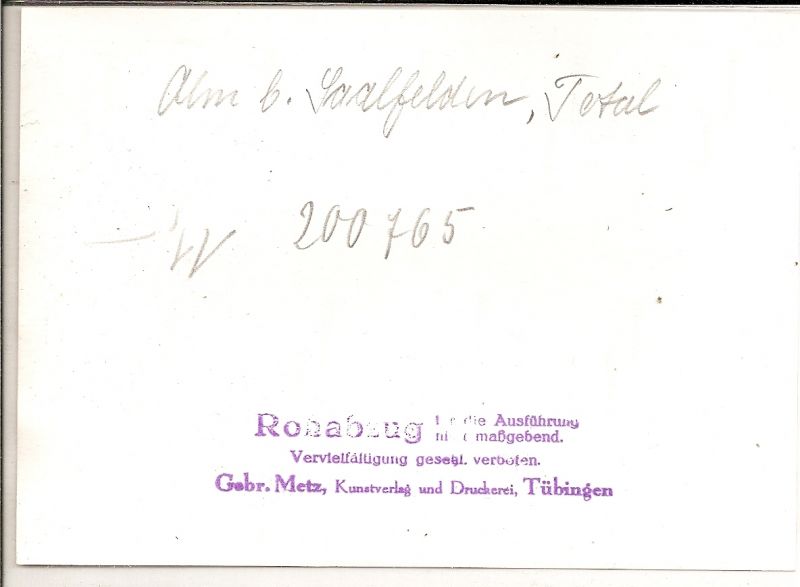 Alm b. Saalfelden, Total
200765
Rohabzug für die Ausführung
nicht maßgebend.
Vervielfältigung gesetzl. verboten.
Gebr. Metz, Kunstverlag und Druckerei, Tübingen